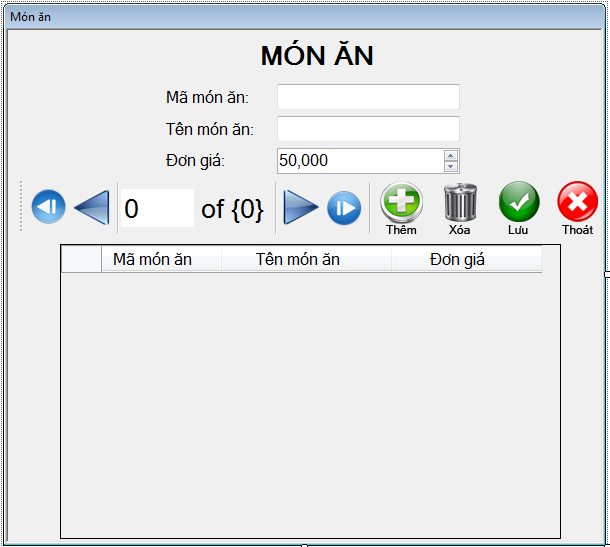 Món ăn
MÓN ĂN
Mã món ăn:
Tên món ăn:
Đơn giá: 50,000
0 of {0} Thêm Xóa Lưu Thoát
Mã món ăn Tên món ăn Đơn giá